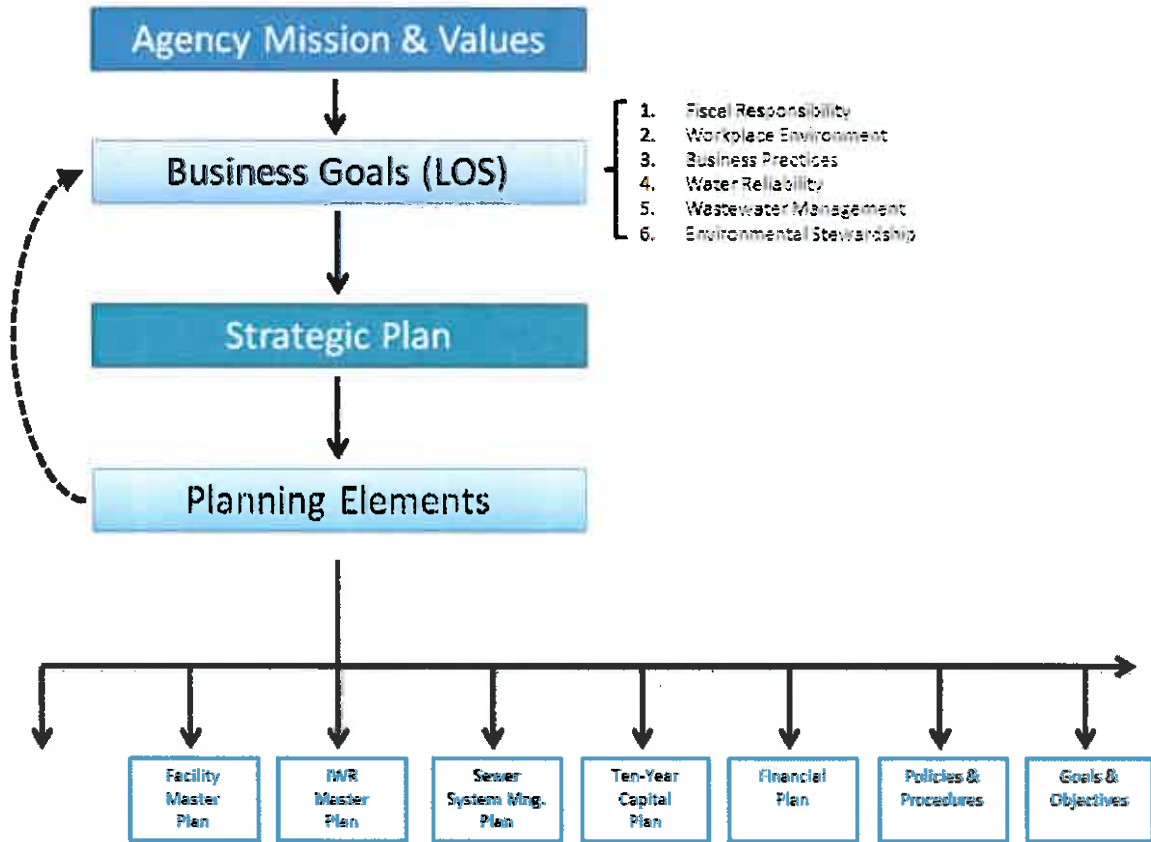 Agency Mission & Values
Business Goals (LOS)
1. Fiscal Responsibility
2. Workplace Environment
3. Business Practices
4. Water Reliability
5. Wastewater Management
6. Environmental Stewardship
Strategic Plan
Planning Elements
Facility
Master
Plan
IWR
Master
Plan
Sewer
System Mng.
Plan
Ten-Year
Capital
Plan
Financial
Plan
Policies &
Procedures
Goals &
Objectives